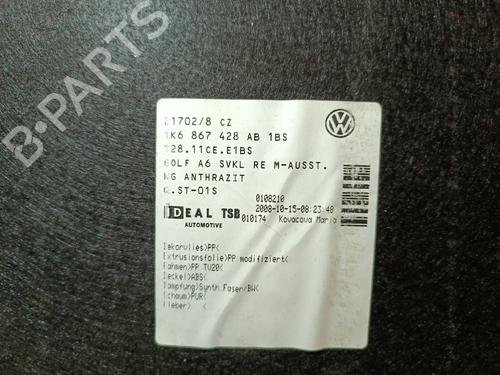 B-PARTS
21702/8 CZ
1K6 867 428 AB 1BS
T28.11CE.E1BS
GOLF A6 SVKL RE M-AUSST.
NG ANTHRAZIT
Q.ST-01S
0108210
IDEAL TSB 2008-10-15-08:23:48
AUTOMOTIVE 010174 Kovacova Maria
Dekorvlies>PP<
Extrusionsfolie>PP modifiziert<
Rahmen>PP TV20<
Deckel>ABS<
Dämpfung>Synth.Faser/BW<
Schaum>PUR<
Kleber> <